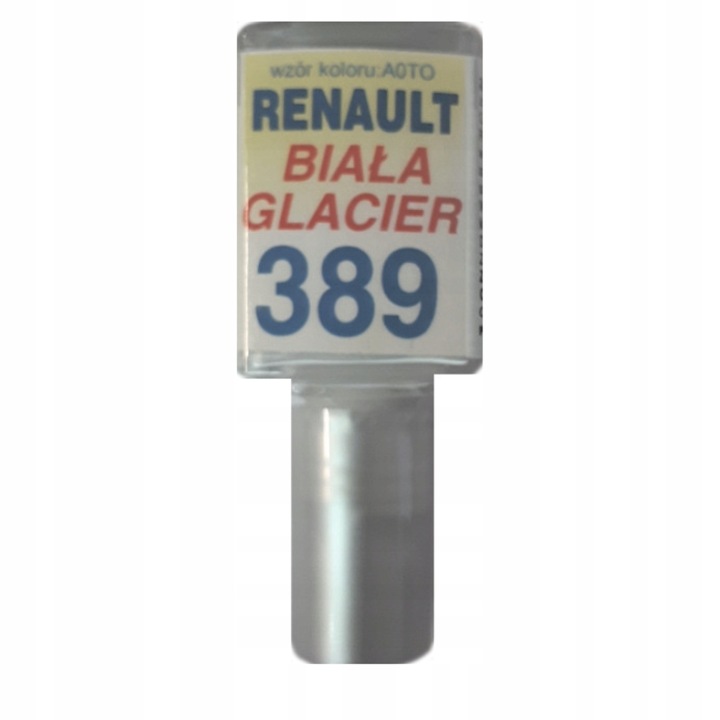 wzór koloru:A0TO
RENAULT
BIAŁA
GLACIER
389